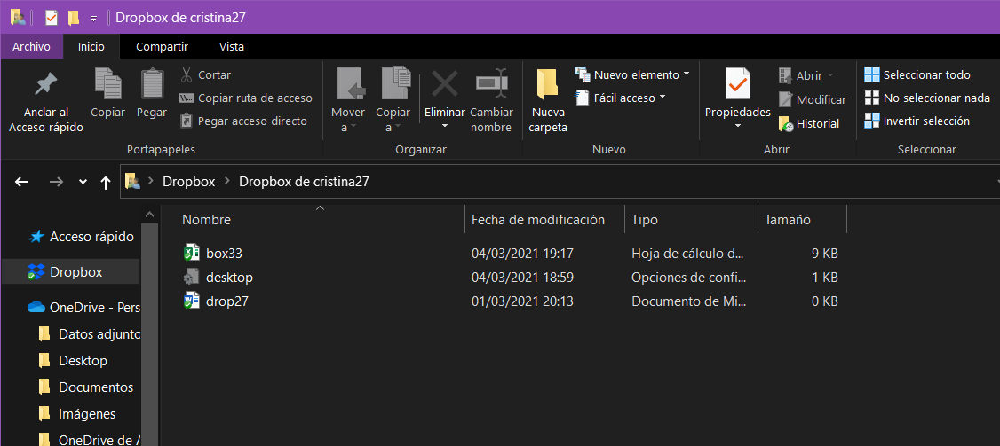 Dropbox de cristina27
Archivo Inicio Compartir Vista
Anclar al Acceso rápido
Copiar
Pegar
Cortar
Copiar ruta de acceso
Pegar acceso directo
Portapapeles
Mover a
Copiar a
Eliminar
Cambiar nombre
Organizar
Nueva carpeta
Nuevo elemento
Fácil acceso
Nuevo
Propiedades
Abrir
Modificar
Historial
Abrir
Seleccionar todo
No seleccionar nada
Invertir selección
Seleccionar
Dropbox > Dropbox de cristina27
Acceso rápido
Dropbox
OneDrive - Pers
Datos adjunto
Desktop
Documentos
Imágenes
OneDrive de A
Nombre Fecha de modificación Tipo Tamaño
box33 04/03/2021 19:17 Hoja de cálculo d... 9 KB
desktop 04/03/2021 18:59 Opciones de confi... 1 KB
drop27 01/03/2021 20:13 Documento de Mi... 0 KB